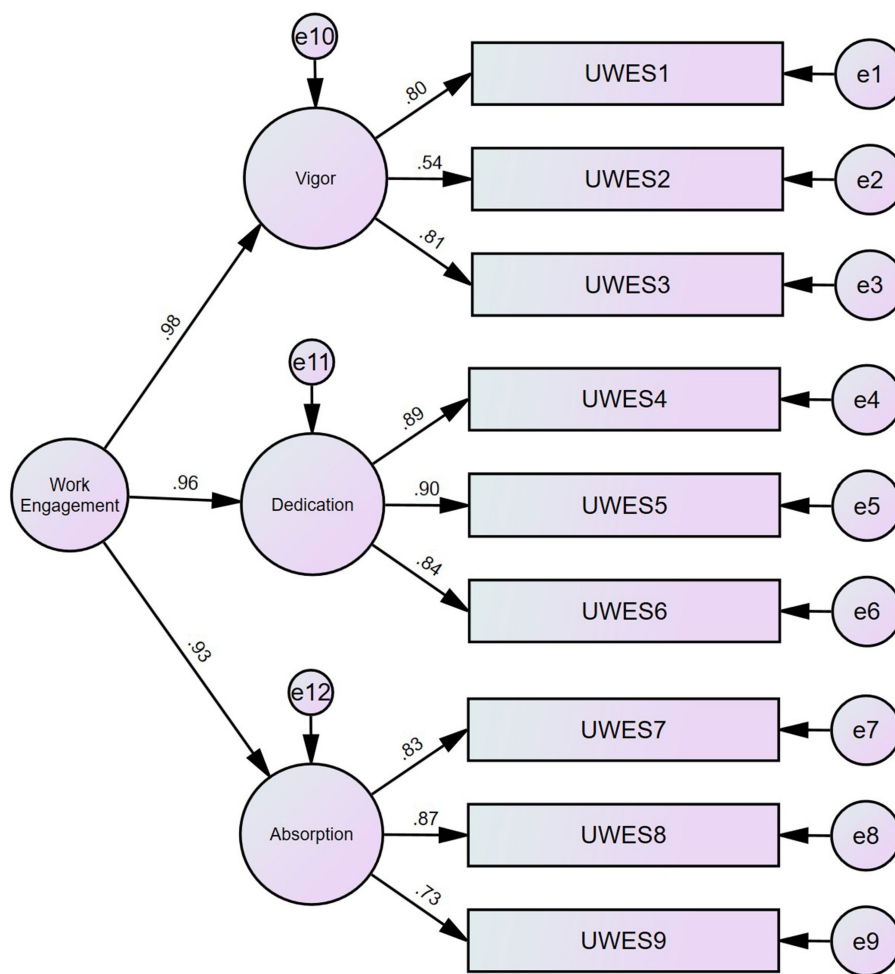 e10
.80
UWES1
e1
Vigor
.54
UWES2
e2
.81
UWES3
e3
.98
e11
.89
UWES4
e4
Work
Engagement
.96
Dedication
.90
UWES5
e5
.84
UWES6
e6
.93
e12
.83
UWES7
e7
Absorption
.87
UWES8
e8
.73
UWES9
e9